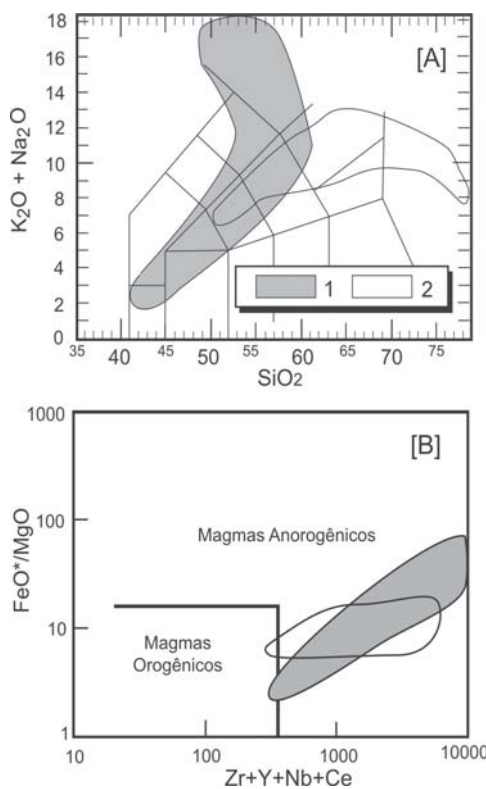 [A]
K2O + Na2O
18
16
14
12
10
8
6
4
2
0
1 2
35 40 45 50 55 60 65 70 75
SiO2
[B]
FeO*/MgO
1000
100
10
1
Magmas Anorogênicos
Magmas
Orogênicos
10 100 1000 10000
Zr+Y+Nb+Ce